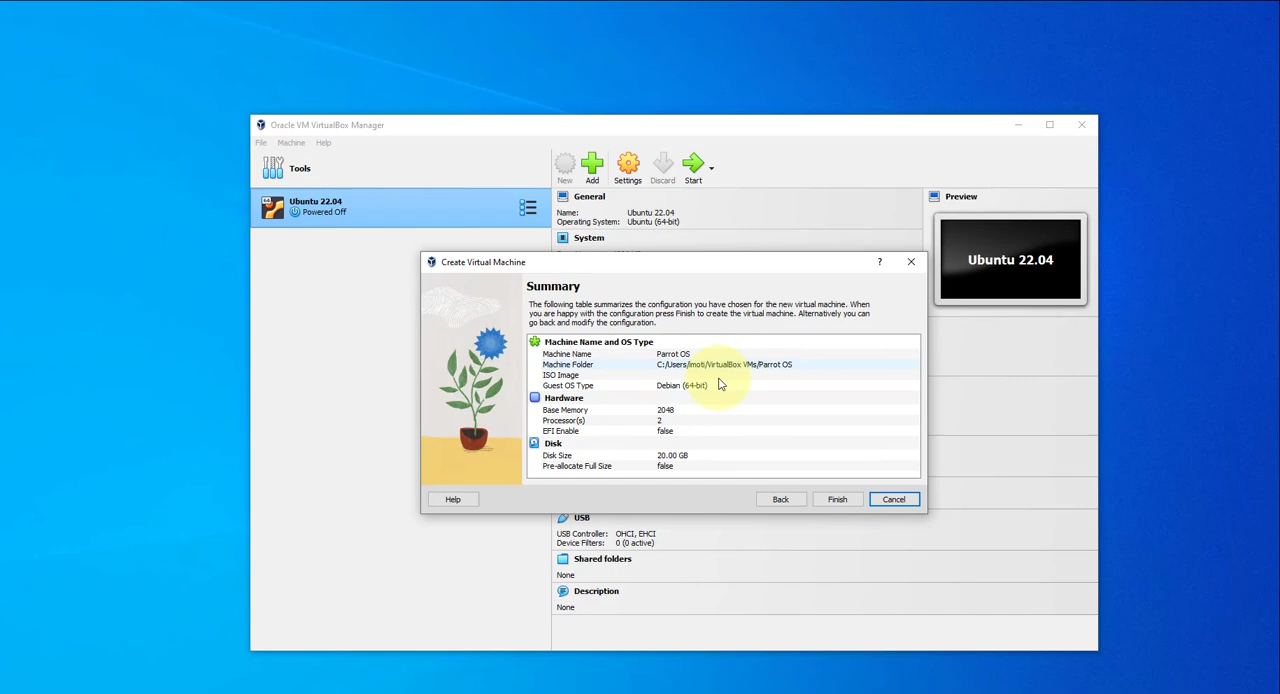 Oracle VM VirtualBox Manager
File Machine Help
Tools
New Add Settings Discard Start
Ubuntu 22.04
Powered Off
General
Name: Ubuntu 22.04
Operating System: Ubuntu (64-bit)
System
Preview
Ubuntu 22.04
Create Virtual Machine ?
Summary
The following table summarizes the configuration you have chosen for the new virtual machine. When
you are happy with the configuration press Finish to create the virtual machine. Alternatively you can
go back and modify the configuration.
Machine Name and OS Type
Machine Name Parrot OS
Machine Folder C:/Users/imoti/VirtualBox VMs/Parrot OS
ISO Image
Guest OS Type Debian (64-bit)
Hardware
Base Memory 2048
Processor(s) 2
EFI Enable false
Disk
Disk Size 20.00 GB
Pre-allocate Full Size false
Help Back Finish Cancel
USB
USB Controller: OHCI, EHCI
Device Filters: 0 (0 active)
Shared folders
None
Description
None